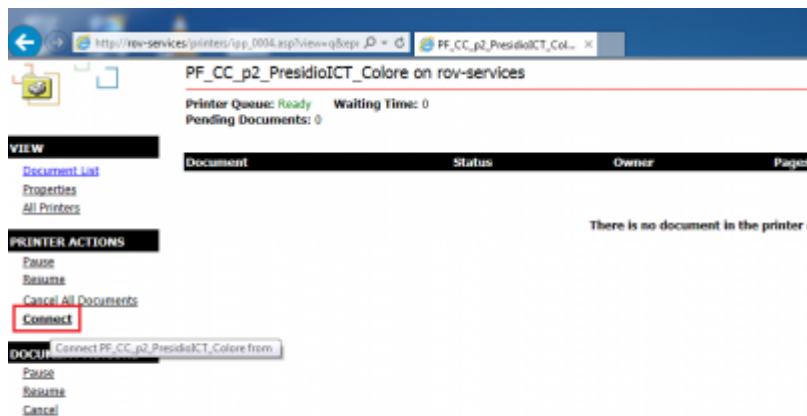 http://rov-services/printers/ipp_0004.asp?view=q&epr
PF_CC_p2_PresidioICT_Col...
PF_CC_p2_PresidioICT_Colore on rov-services
Printer Queue: Ready Waiting Time: 0
Pending Documents: 0
VIEW
Document List
Properties
All Printers
Document Status Owner Pages
There is no document in the printer
PRINTER ACTIONS
Pause
Resume
Cancel All Documents
Connect
Connect PF_CC_p2_PresidioICT_Colore from
Pause
Resume
Cancel